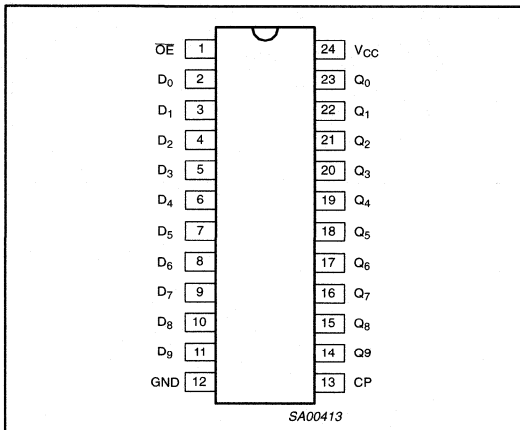 OE 1 24 VCC
D0 2 23 Q0
D1 3 22 Q1
D2 4 21 Q2
D3 5 20 Q3
D4 6 19 Q4
D5 7 18 Q5
D6 8 17 Q6
D7 9 16 Q7
D8 10 15 Q8
D9 11 14 Q9
GND 12 13 CP
SA00413